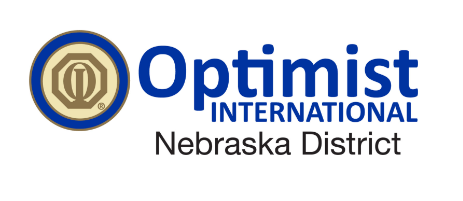 Optimist
INTERNATIONAL
Nebraska District
®